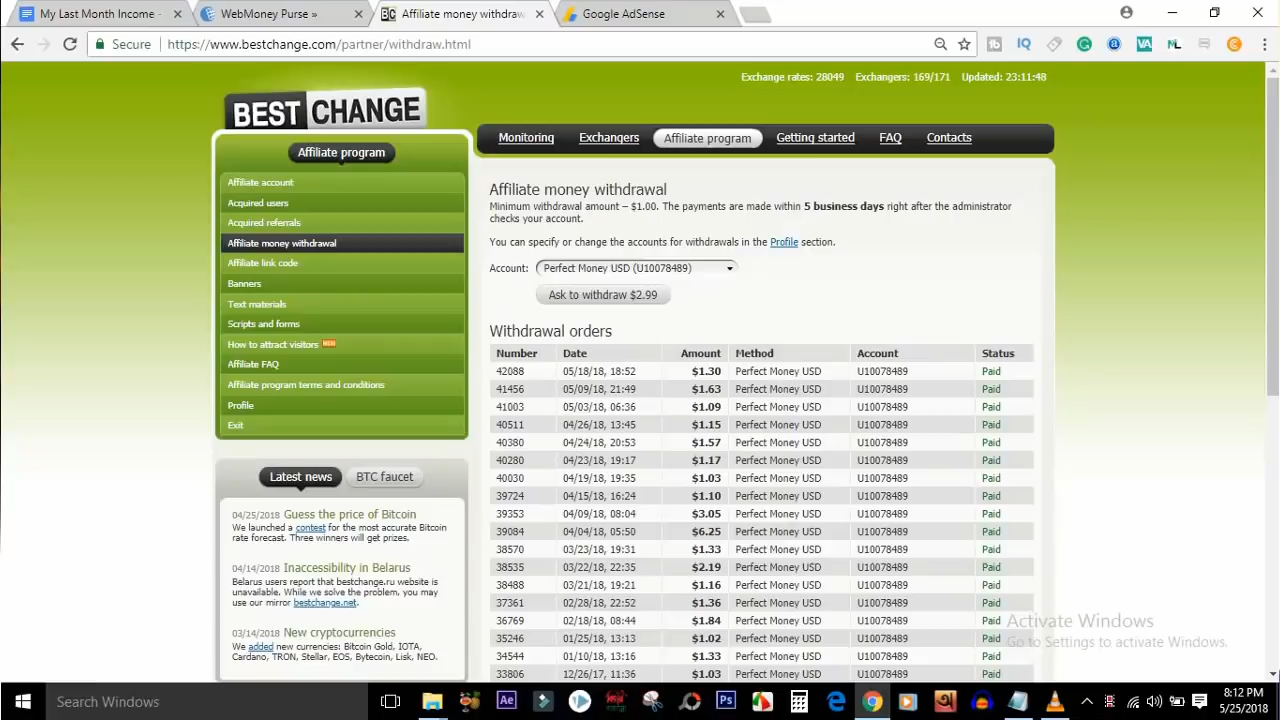 My Last Month Income -
WebMoney Purse »
Affiliate money withdraw
Google AdSense
Secure
https://www.bestchange.com/partner/withdraw.html
Exchange rates: 28049 Exchangers: 169/171 Updated: 23:11:48
BEST CHANGE
Monitoring Exchangers Affiliate program Getting started FAQ Contacts
Affiliate program
Affiliate account
Acquired users
Acquired referrals
Affiliate money withdrawal
Affiliate link code
Banners
Text materials
Scripts and forms
How to attract visitors NEW
Affiliate FAQ
Affiliate program terms and conditions
Profile
Exit
Latest news BTC faucet
04/25/2018 Guess the price of Bitcoin
We launched a contest for the most accurate Bitcoin
rate forecast. Three winners will get prizes.
04/14/2018 Inaccessibility in Belarus
Belarus users report that bestchange.ru website is
unavailable. While we solve the problem, you may
use our mirror bestchange.net.
03/14/2018 New cryptocurrencies
We added new currencies: Bitcoin Gold, IOTA,
Cardano, TRON, Stellar, EOS, Bytecoin, Lisk, NEO.
Affiliate money withdrawal
Minimum withdrawal amount – $1.00. The payments are made within 5 business days right after the administrator
checks your account.
You can specify or change the accounts for withdrawals in the Profile section.
Account: Perfect Money USD (U10078489)
Ask to withdraw $2.99
Withdrawal orders
Number Date Amount Method Account Status
42088 05/18/18, 18:52 $1.30 Perfect Money USD U10078489 Paid
41456 05/09/18, 21:49 $1.63 Perfect Money USD U10078489 Paid
41003 05/03/18, 06:36 $1.09 Perfect Money USD U10078489 Paid
40511 04/26/18, 13:45 $1.15 Perfect Money USD U10078489 Paid
40380 04/24/18, 20:53 $1.57 Perfect Money USD U10078489 Paid
40280 04/23/18, 19:17 $1.17 Perfect Money USD U10078489 Paid
40030 04/19/18, 19:35 $1.03 Perfect Money USD U10078489 Paid
39724 04/15/18, 16:24 $1.10 Perfect Money USD U10078489 Paid
39353 04/09/18, 08:04 $3.05 Perfect Money USD U10078489 Paid
39084 04/04/18, 05:50 $6.25 Perfect Money USD U10078489 Paid
38570 03/23/18, 19:31 $1.33 Perfect Money USD U10078489 Paid
38535 03/22/18, 22:35 $2.19 Perfect Money USD U10078489 Paid
38488 03/21/18, 19:21 $1.16 Perfect Money USD U10078489 Paid
37361 02/28/18, 22:52 $1.36 Perfect Money USD U10078489 Paid
36769 02/18/18, 08:44 $1.84 Perfect Money USD U10078489 Paid
35246 01/25/18, 13:13 $1.02 Perfect Money USD U10078489 Paid
34544 01/10/18, 13:16 $1.33 Perfect Money USD U10078489 Paid
33806 12/26/17, 11:36 $1.03 Perfect Money USD U10078489 Paid
Activate Windows
Go to Settings to activate Windows.
Search Windows
8:12 PM
5/25/2018